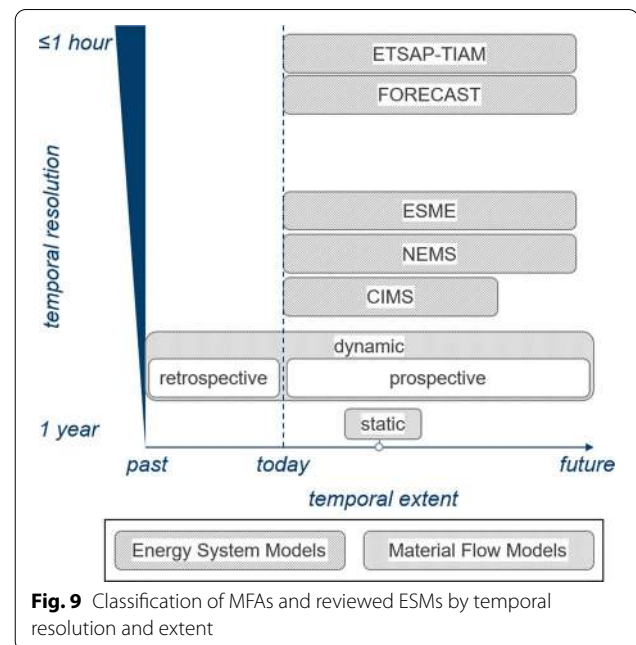 ≤1 hour
ETSAP-TIAM
FORECAST
temporal resolution
ESME
NEMS
CIMS
dynamic
retrospective
prospective
1 year
static
past
today
future
temporal extent
Energy System Models
Material Flow Models
Fig. 9 Classification of MFAs and reviewed ESMs by temporal
resolution and extent